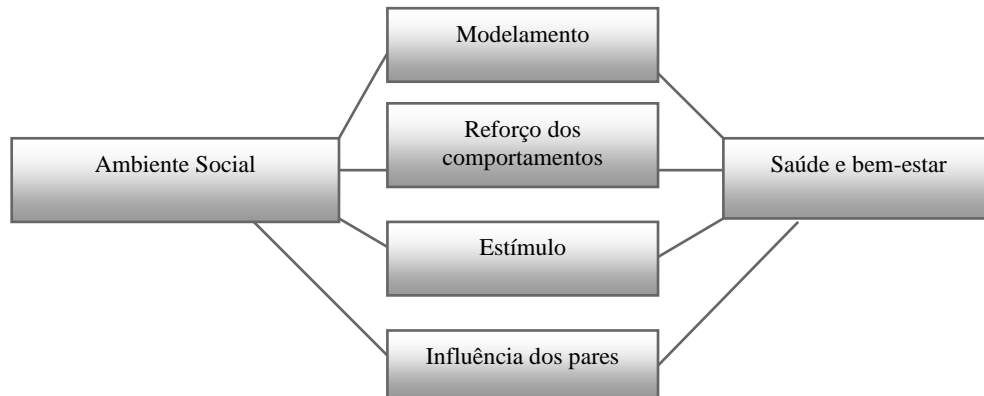 Modelamento
Reforço dos
comportamentos
Ambiente Social
Saúde e bem-estar
Estímulo
Influência dos pares